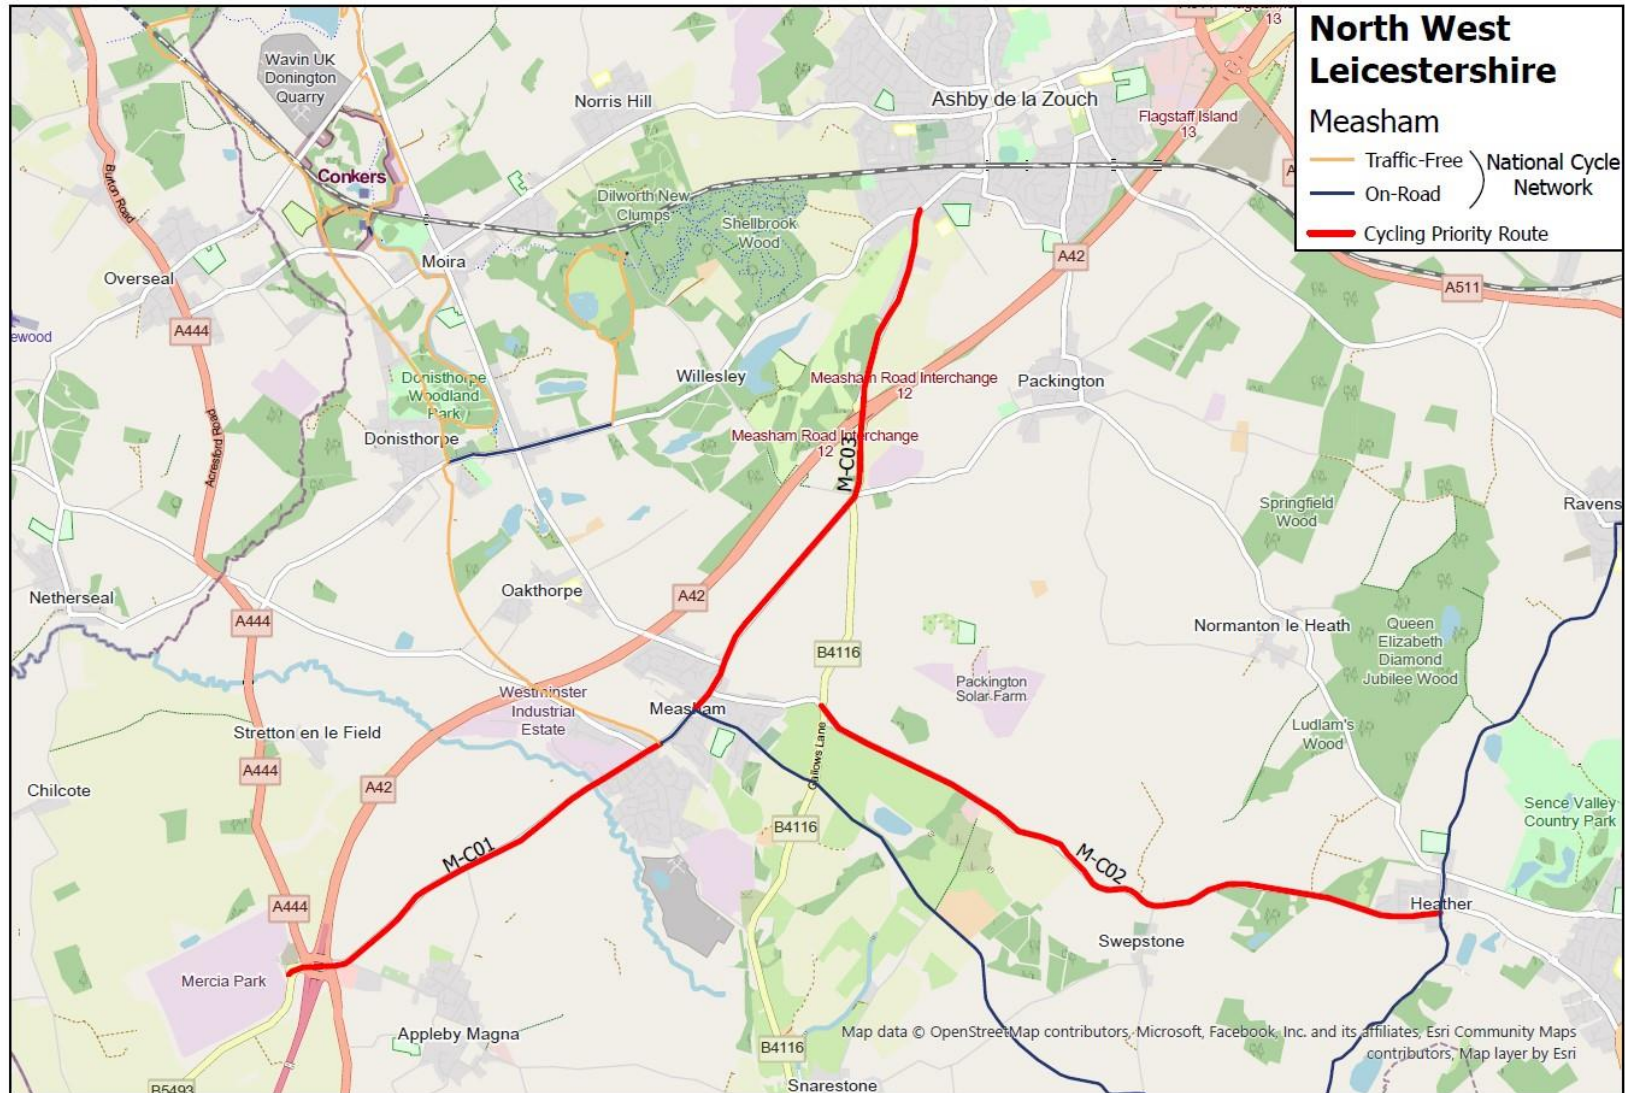 North West
Leicestershire
Measham
Traffic-Free
On-Road
National Cycle
Network
Cycling Priority Route
13
Wavin UK
Donington
Quarry
Norris Hill
Ashby de la Zouch
Flagstaff Island
13
Burton Road
Conkers
Dilworth New
Clumps
Shellbrook
Wood
Overseal
Moira
A42
A511
A444
ewood
Willesley
Measham Road Interchange
12
Packington
Donisthorpe
Woodland
Park
Acresford Road
Donisthorpe
Measham Road Interchange
12
M-C03
Springfield
Wood
Ravens
Netherseal
Oakthorpe
A42
A444
Normanton le Heath
Queen
Elizabeth
Diamond
Jubilee Wood
B4116
Packington
Solar Farm
Westminster
Industrial
Estate
Measham
Stretton en le Field
Gallows Lane
Ludlam's
Wood
A444
A42
Chilcote
Sence Valley
Country Park
B4116
M-C01
M-C02
A444
Heather
Swepstone
Mercia Park
Appleby Magna
B4116
Map data © OpenStreetMap contributors, Microsoft, Facebook, Inc. and its affiliates, Esri Community Maps
contributors, Map layer by Esri
Snarestone
B5493